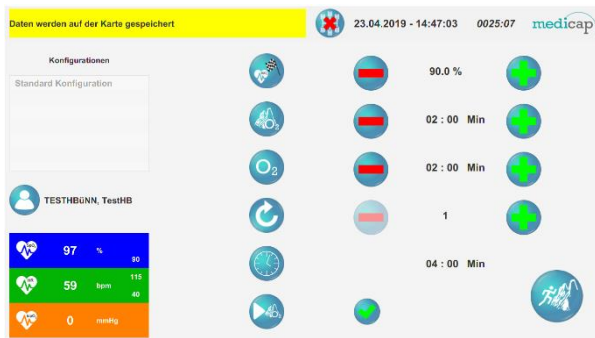 Daten werden auf der Karte gespeichert
23.04.2019 - 14:47:03 0025:07 medicap
Konfigurationen
90.0 %
Standard Konfiguration
02 : 00 Min
O₂
02 : 00 Min
TESTHBüNN, TestHB
1
97 % 90
04 : 00 Min
59 bpm 115
40
0 mmHg